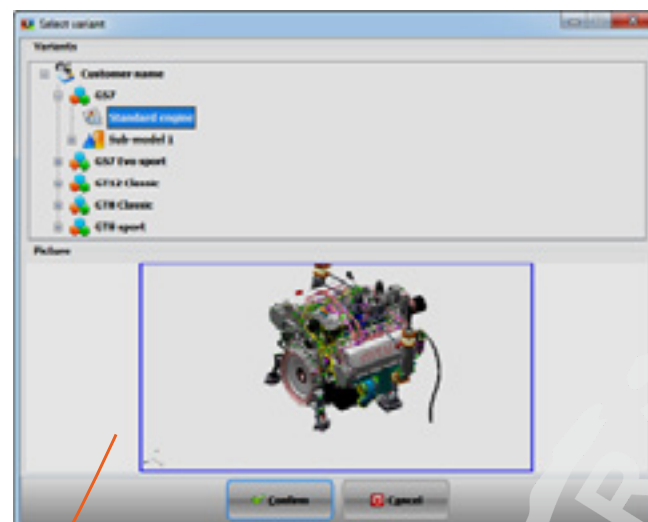 Select variant
Variants
Customer name
GS7
Standard engine
Sub-model 1
GS7 Evo sport
GT12 Classic
GT8 Classic
GT8 sport
Picture
Confirm
Cancel